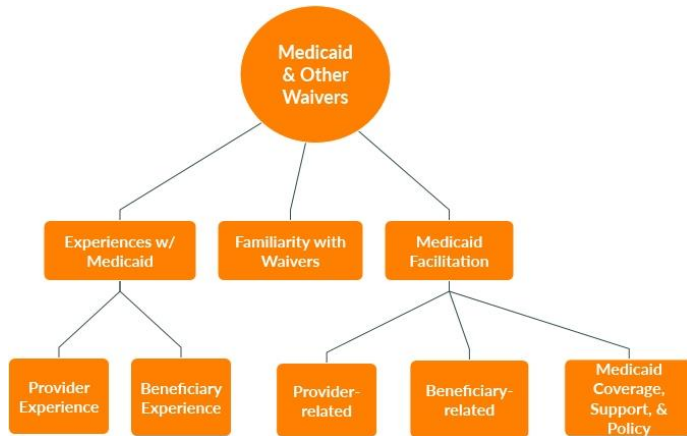 Medicaid
& Other
Waivers
Experiences w/
Medicaid
Familiarity with
Waivers
Medicaid
Facilitation
Provider
Experience
Beneficiary
Experience
Provider-
related
Beneficiary-
related
Medicaid
Coverage,
Support, &
Policy